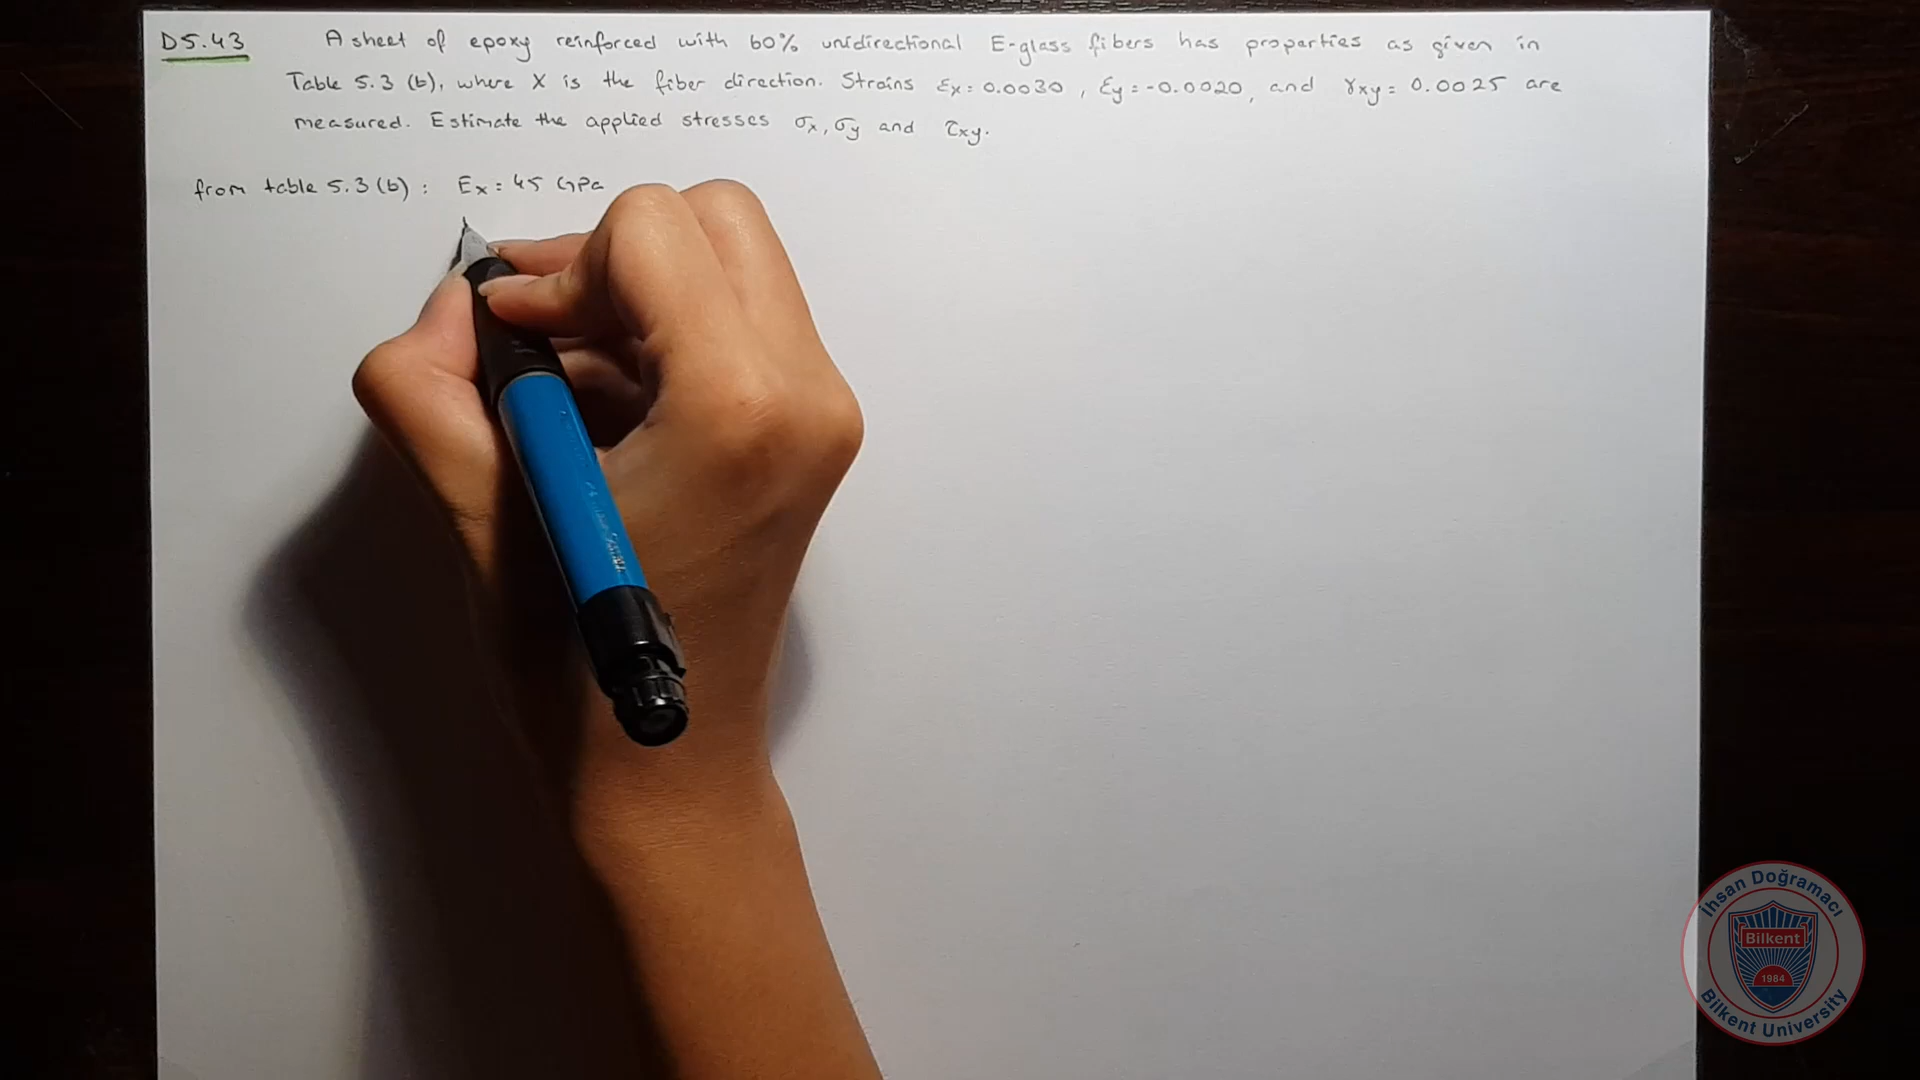 D5.43 A sheet of epoxy reinforced with 60% unidirectional E-glass fibers has properties as given in
Table 5.3 (b), where X is the fiber direction. Strains εx = 0.0030 , εy = -0.0020, and γxy = 0.0025 are
measured. Estimate the applied stresses σx, σy and τxy.
from table 5.3 (b) : Ex = 45 GPa
İhsan Doğramacı
Bilkent
1984
Bilkent University